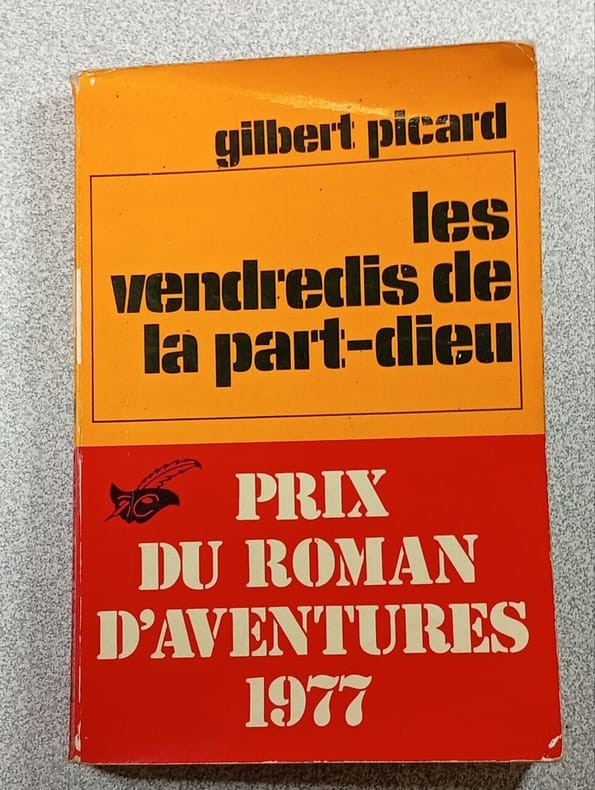 gilbert picard
les
vendredis de
la part-dieu
PRIX
DU ROMAN
D'AVENTURES
1977